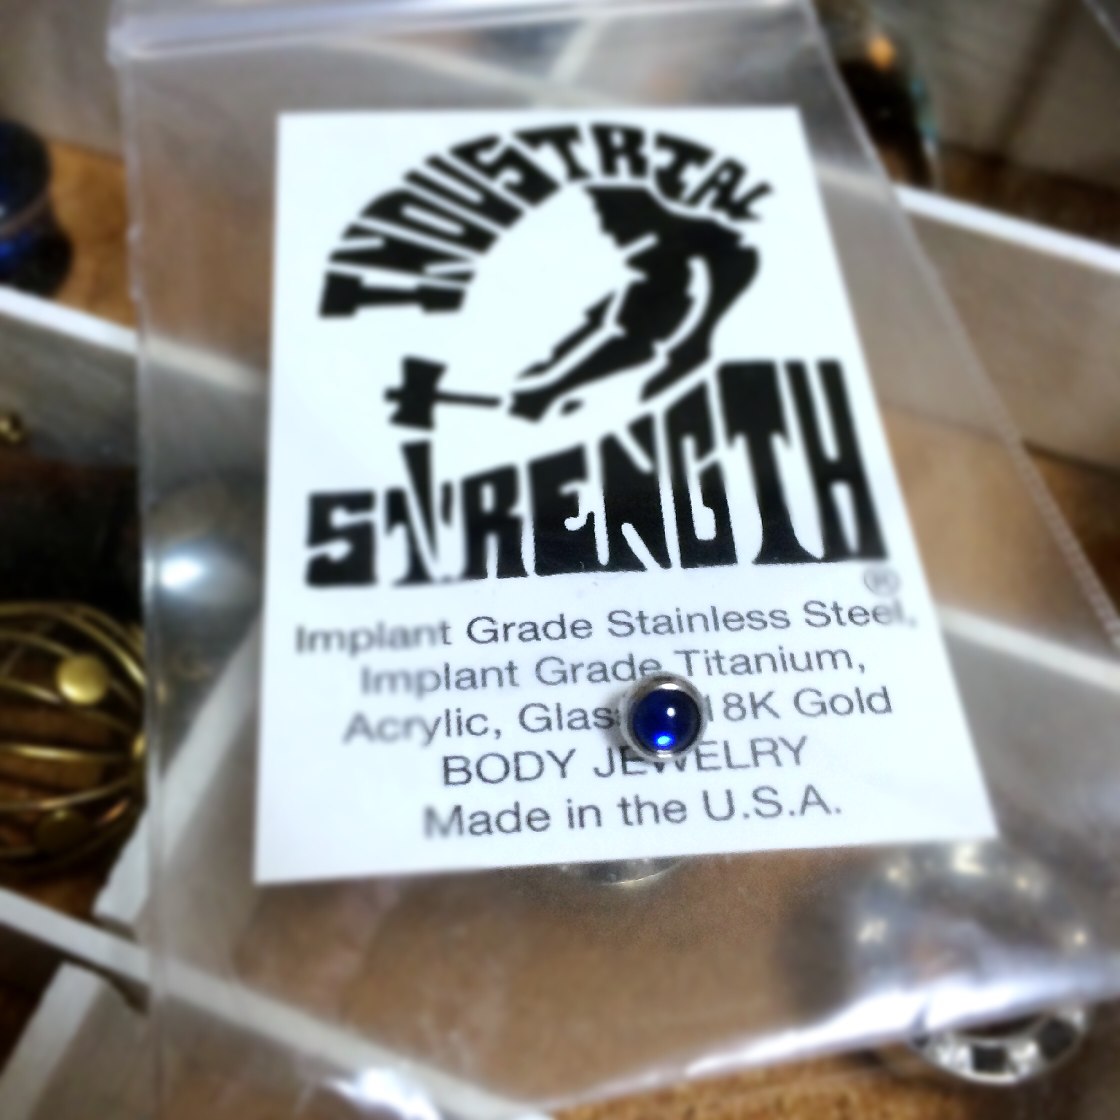 INDUSTRIAL
STRENGTH
®
Implant Grade Stainless Steel,
Implant Grade Titanium,
Acrylic, Glass 18K Gold
BODY JEWELRY
Made in the U.S.A.